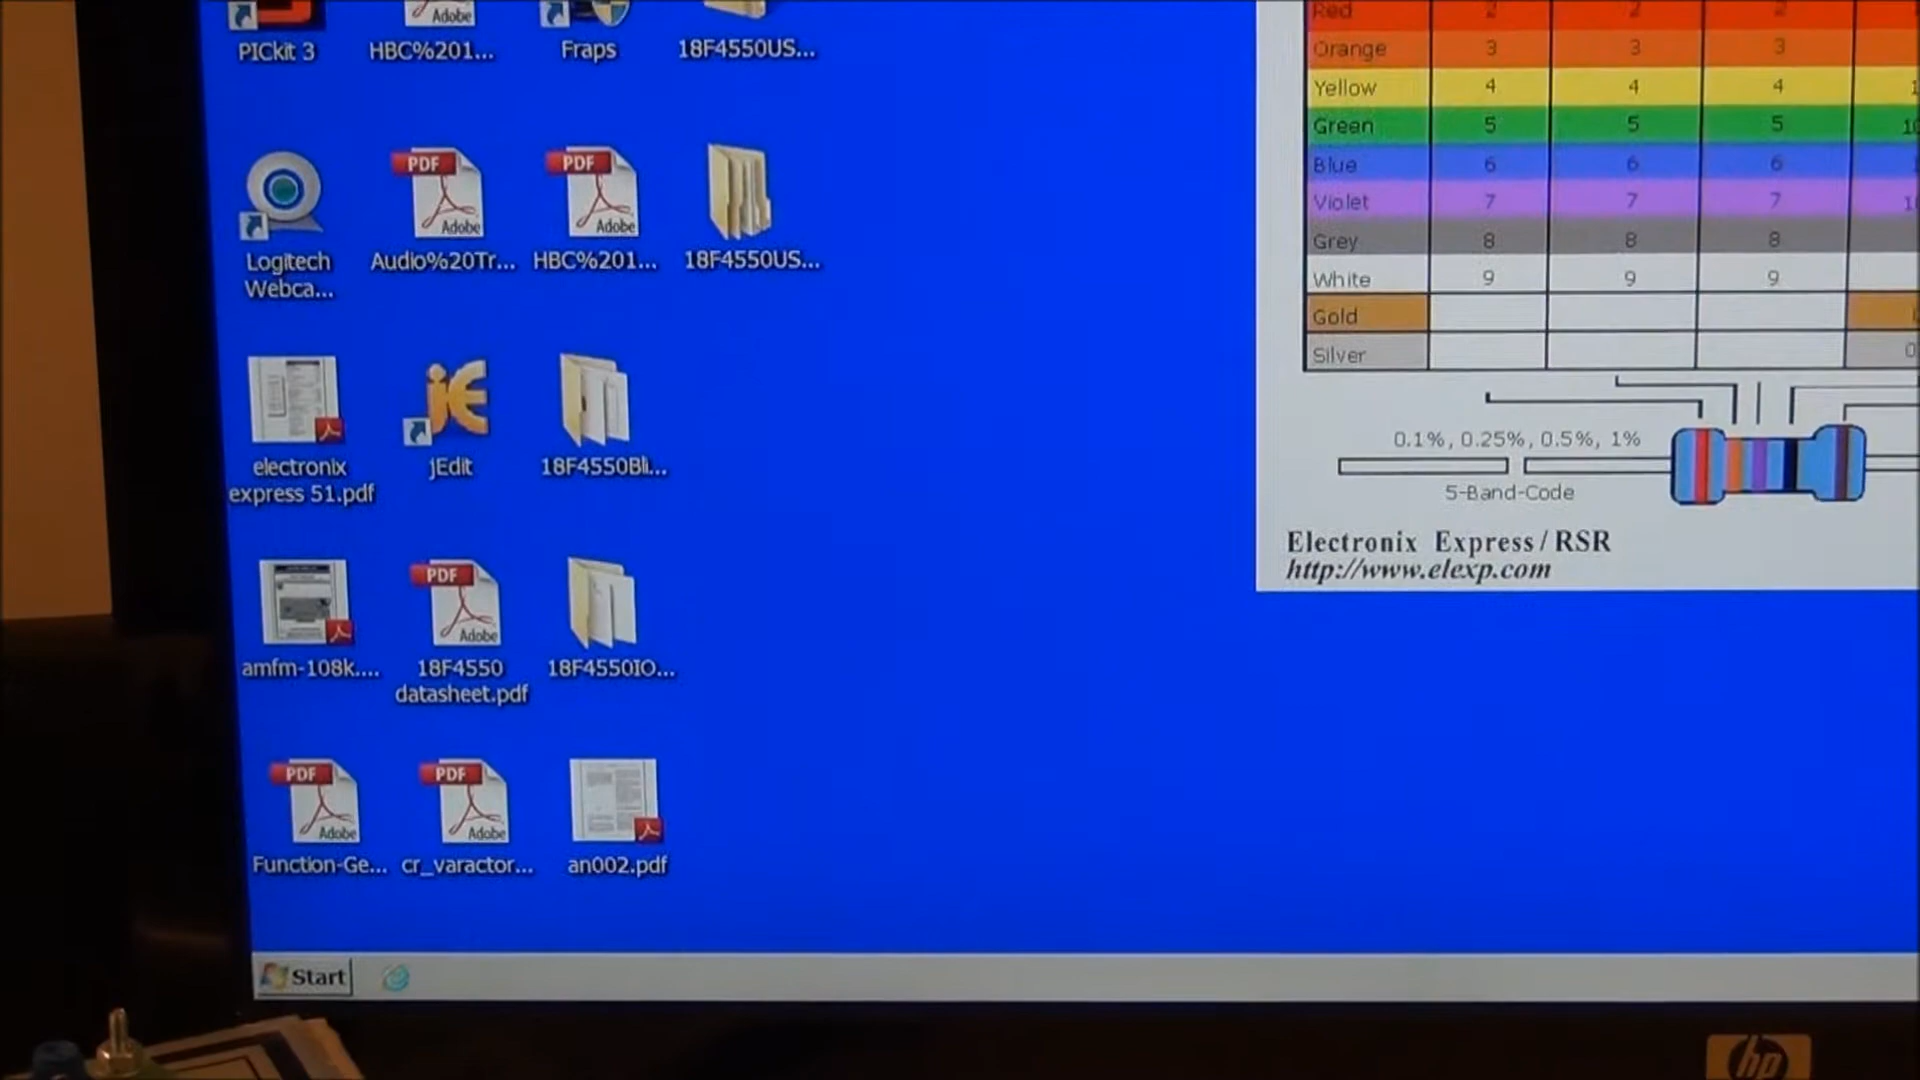 PICkit 3
Adobe
HBC%201...
Fraps
18F4550US...
Logitech
Webca...
PDF
Adobe
Audio%20Tr...
PDF
Adobe
HBC%201...
18F4550US...
electronix
express 51.pdf
jEdit
18F4550Bli...
amfm-108k....
PDF
Adobe
18F4550
datasheet.pdf
18F4550IO...
PDF
Adobe
Function-Ge...
PDF
Adobe
cr_varactor...
an002.pdf
Start
Red 2 2 2
Orange 3 3 3
Yellow 4 4 4
Green 5 5 5
Blue 6 6 6
Violet 7 7 7
Grey 8 8 8
White 9 9 9
Gold
Silver
0.1%, 0.25%, 0.5%, 1%
5-Band-Code
Electronix Express/RSR
http://www.elexp.com
hp